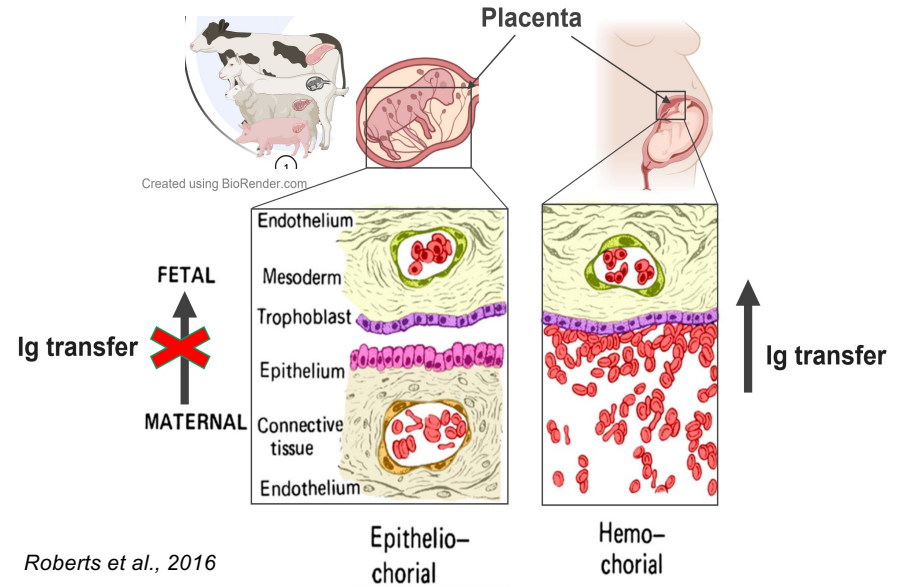 Placenta
1
Created using BioRender.com
Endothelium
Mesoderm
Trophoblast
Epithelium
Connective
tissue
Endothelium
FETAL
Ig transfer
MATERNAL
Ig transfer
Epithelio–
chorial
Hemo–
chorial
Roberts et al., 2016